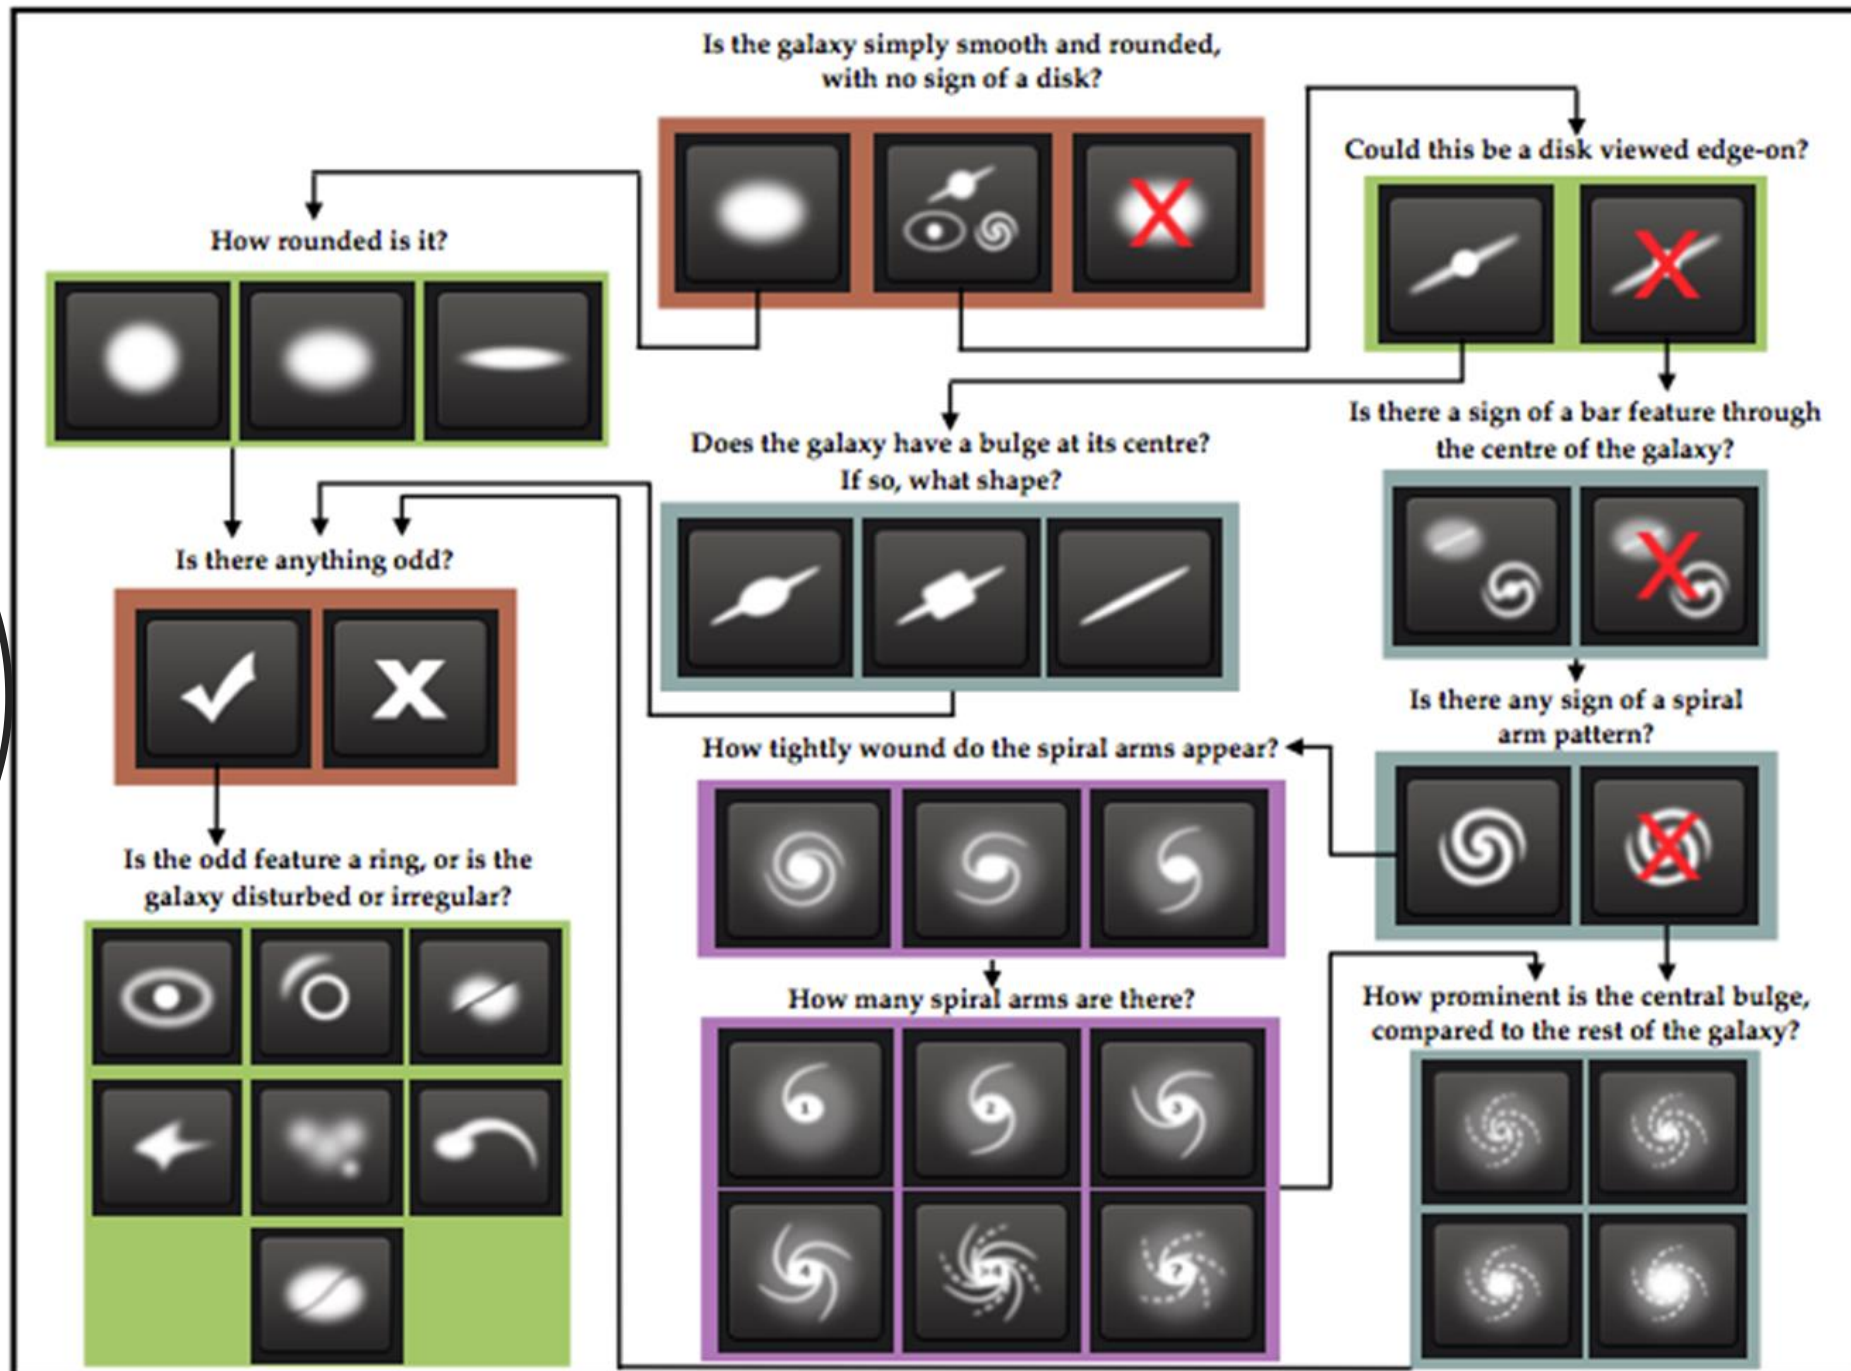 Is the galaxy simply smooth and rounded,
with no sign of a disk?
Could this be a disk viewed edge-on?
How rounded is it?
Is there a sign of a bar feature through
the centre of the galaxy?
Does the galaxy have a bulge at its centre?
If so, what shape?
Is there anything odd?
Is there any sign of a spiral
arm pattern?
How tightly wound do the spiral arms appear?
Is the odd feature a ring, or is the
galaxy disturbed or irregular?
How many spiral arms are there?
How prominent is the central bulge,
compared to the rest of the galaxy?
1
2
3
4
>4
?